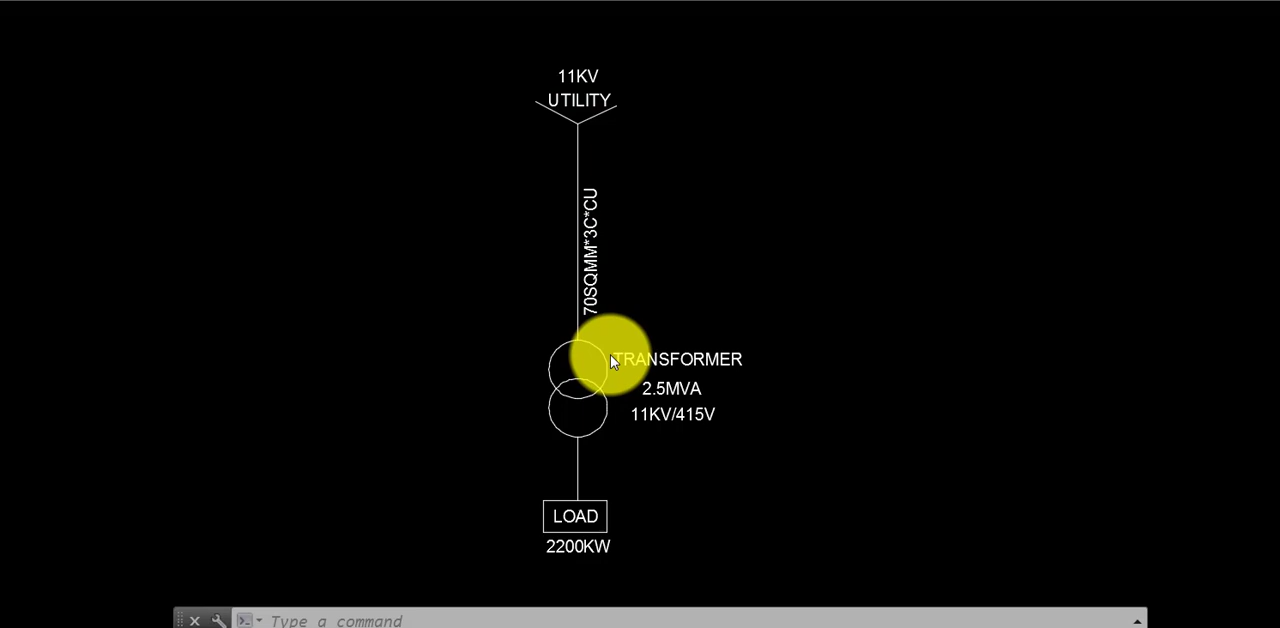 11KV
UTILITY
70SQMM*3C*CU
TRANSFORMER
2.5MVA
11KV/415V
LOAD
2200KW
Type a command